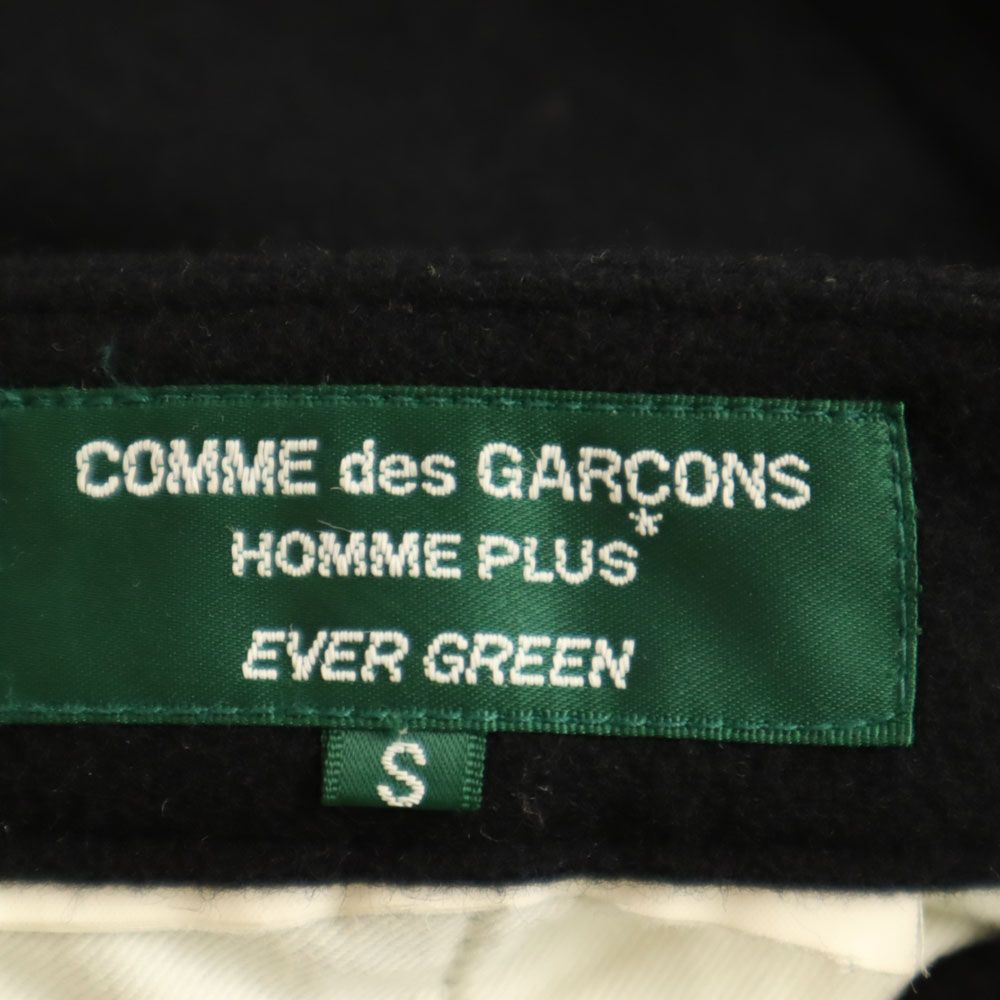 COMME des GARÇONS
HOMME PLUS*
EVER GREEN
S